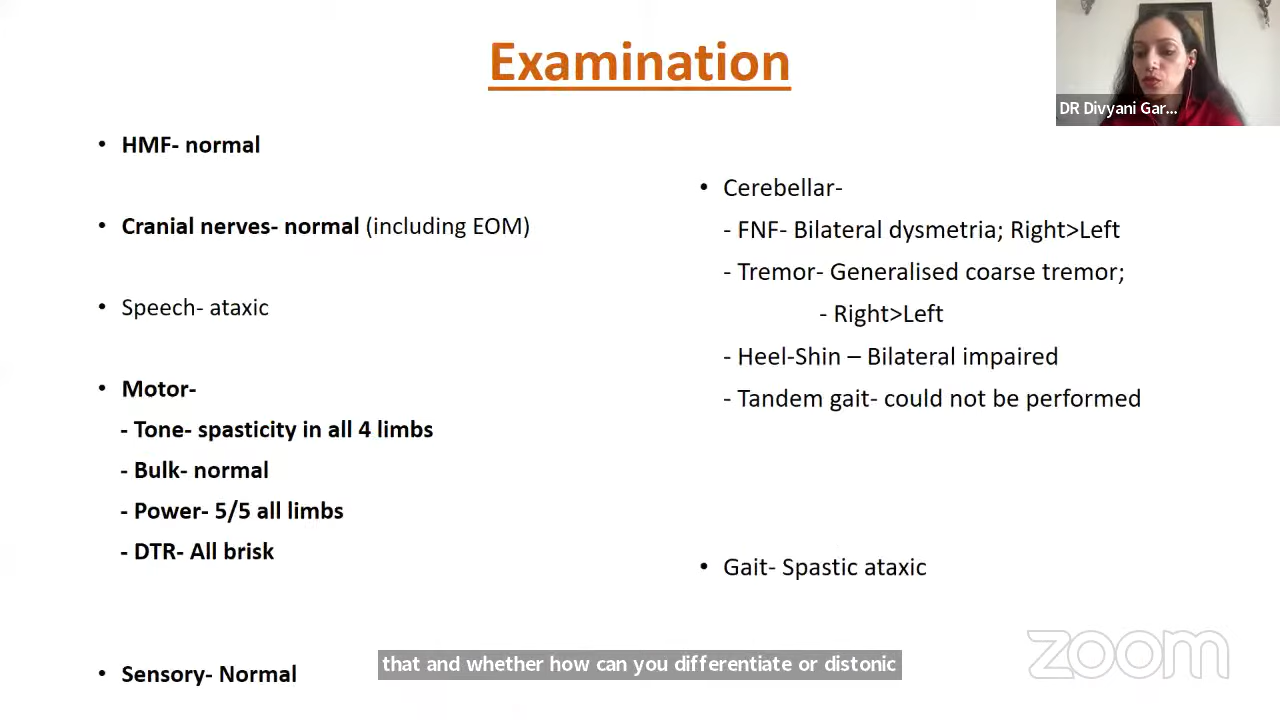 Examination
DR Divyani Gar...
• HMF- normal
• Cranial nerves- normal (including EOM)
• Speech- ataxic
• Motor-
- Tone- spasticity in all 4 limbs
- Bulk- normal
- Power- 5/5 all limbs
- DTR- All brisk
• Sensory- Normal
• Cerebellar-
- FNF- Bilateral dysmetria; Right>Left
- Tremor- Generalised coarse tremor;
- Right>Left
- Heel-Shin – Bilateral impaired
- Tandem gait- could not be performed
• Gait- Spastic ataxic
that and whether how can you differentiate or distonic
zoom